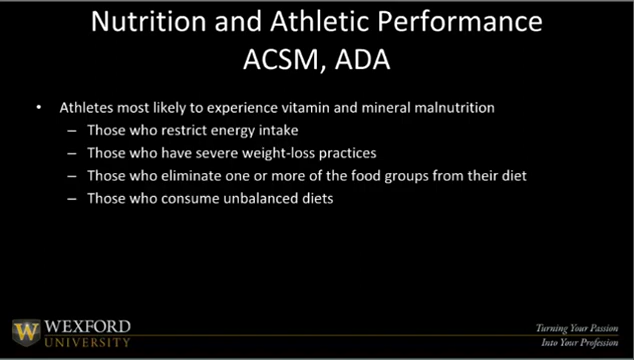 Nutrition and Athletic Performance
ACSM, ADA
• Athletes most likely to experience vitamin and mineral malnutrition
– Those who restrict energy intake
– Those who have severe weight-loss practices
– Those who eliminate one or more of the food groups from their diet
– Those who consume unbalanced diets
W WEXFORD
UNIVERSITY
Turning Your Passion
Into Your Profession